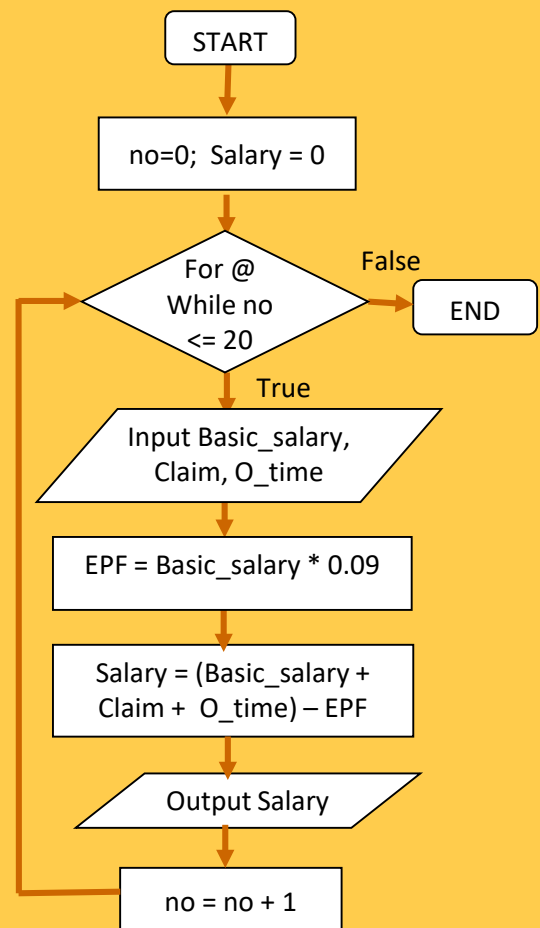 START
no=0; Salary = 0
For @
While no
<= 20
False
END
True
Input Basic_salary,
Claim, O_time
EPF = Basic_salary * 0.09
Salary = (Basic_salary +
Claim + O_time) – EPF
Output Salary
no = no + 1